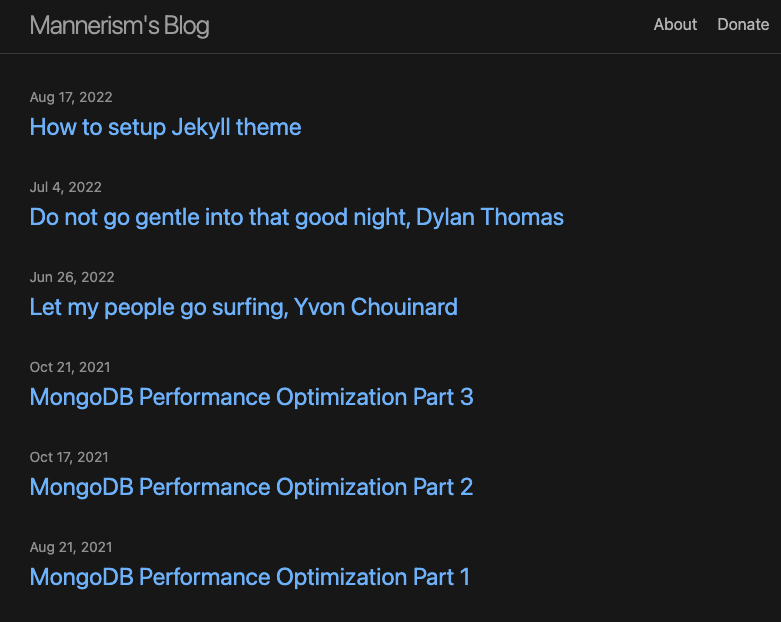 Mannerism's Blog
About Donate
Aug 17, 2022
How to setup Jekyll theme
Jul 4, 2022
Do not go gentle into that good night, Dylan Thomas
Jun 26, 2022
Let my people go surfing, Yvon Chouinard
Oct 21, 2021
MongoDB Performance Optimization Part 3
Oct 17, 2021
MongoDB Performance Optimization Part 2
Aug 21, 2021
MongoDB Performance Optimization Part 1